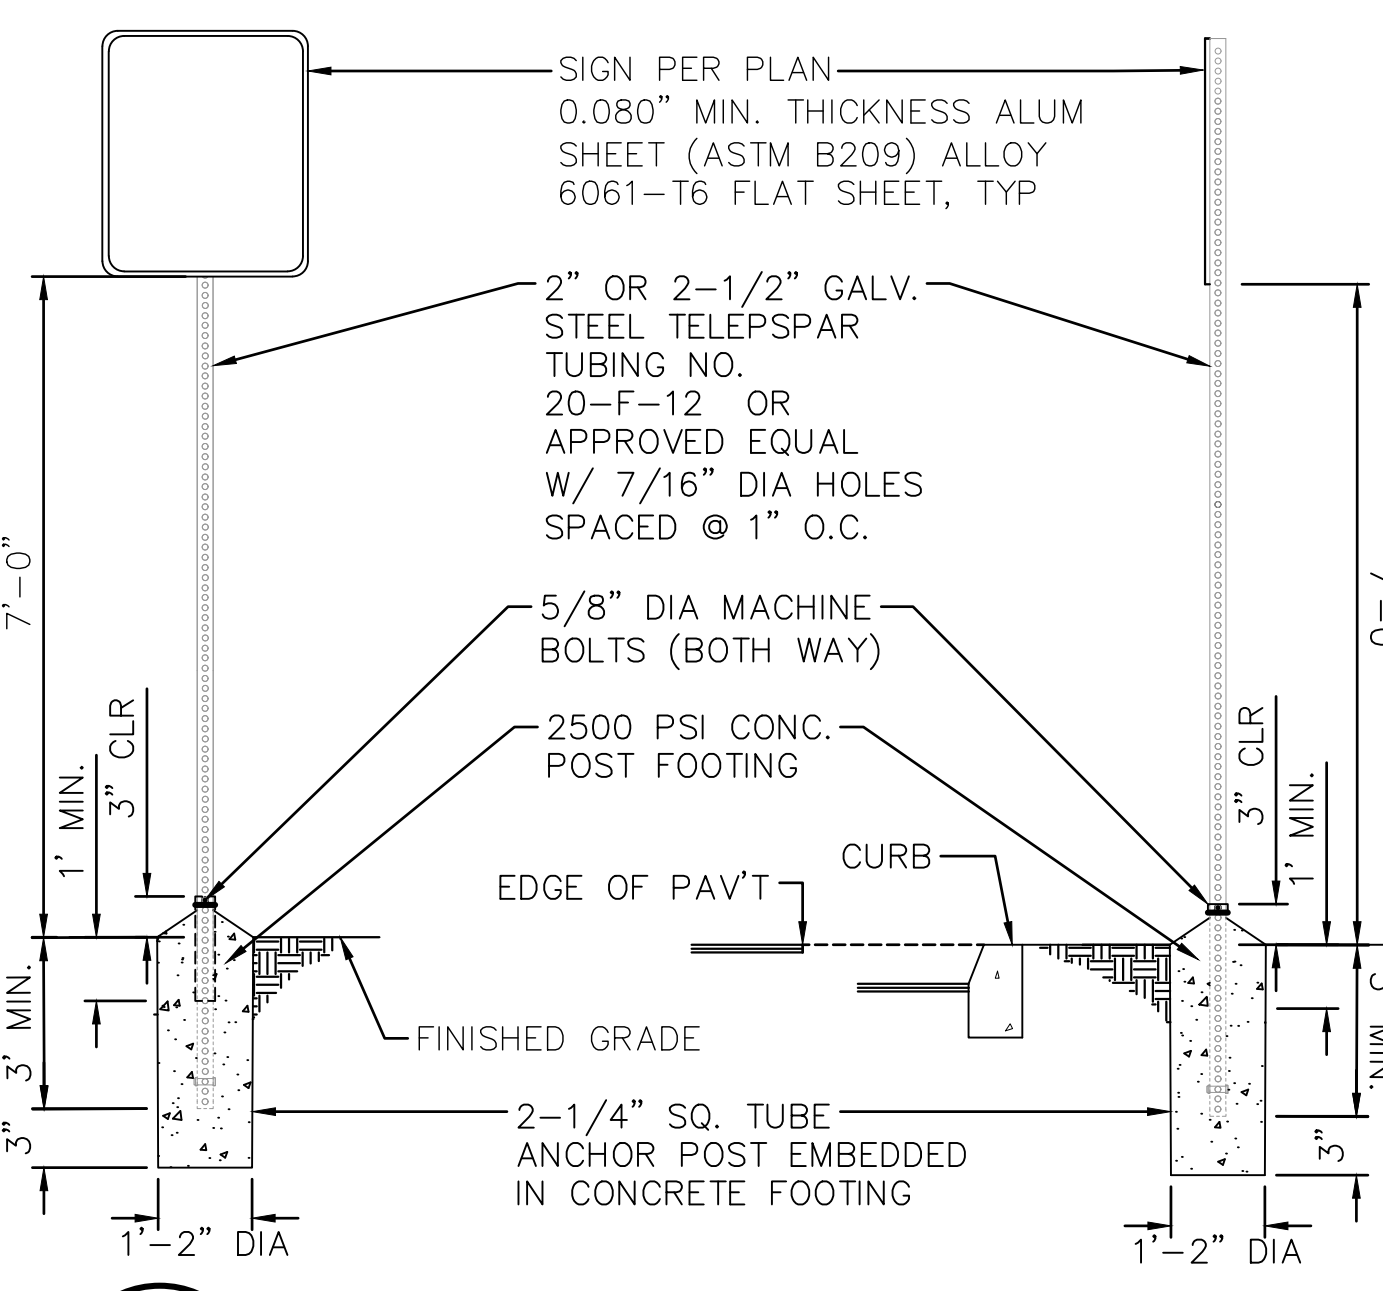 SIGN PER PLAN
0.080" MIN. THICKNESS ALUM
SHEET (ASTM B209) ALLOY
6061-T6 FLAT SHEET, TYP
2" OR 2-1/2" GALV.
STEEL TELEPSPAR
TUBING NO.
20-F-12 OR
APPROVED EQUAL
W/ 7/16" DIA HOLES
SPACED @ 1" O.C.
5/8" DIA MACHINE
BOLTS (BOTH WAY)
2500 PSI CONC.
POST FOOTING
CURB
EDGE OF PAV'T
FINISHED GRADE
2-1/4" SQ. TUBE
ANCHOR POST EMBEDDED
IN CONCRETE FOOTING
7'-0"
1' MIN.
3" CLR
3' MIN.
3"
1'-2" DIA
3" CLR
1' MIN.
MIN.
3"
1'-2" DIA